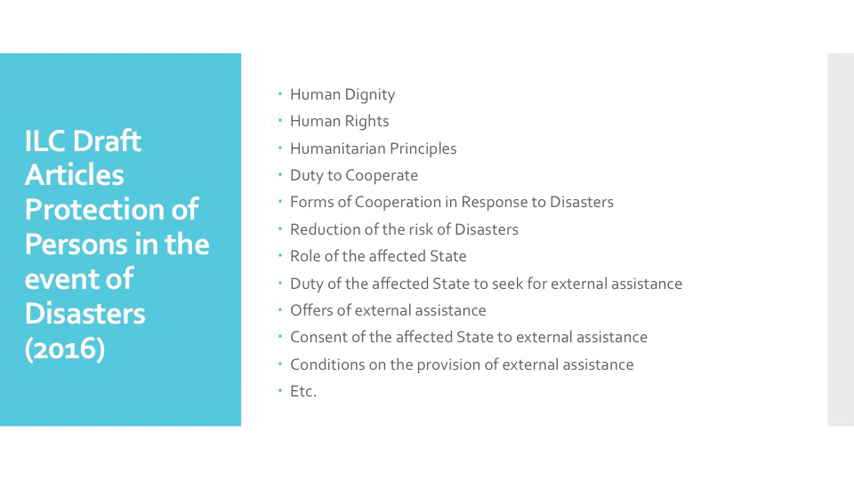 ILC Draft
Articles
Protection of
Persons in the
event of
Disasters
(2016)
• Human Dignity
• Human Rights
• Humanitarian Principles
• Duty to Cooperate
• Forms of Cooperation in Response to Disasters
• Reduction of the risk of Disasters
• Role of the affected State
• Duty of the affected State to seek for external assistance
• Offers of external assistance
• Consent of the affected State to external assistance
• Conditions on the provision of external assistance
• Etc.